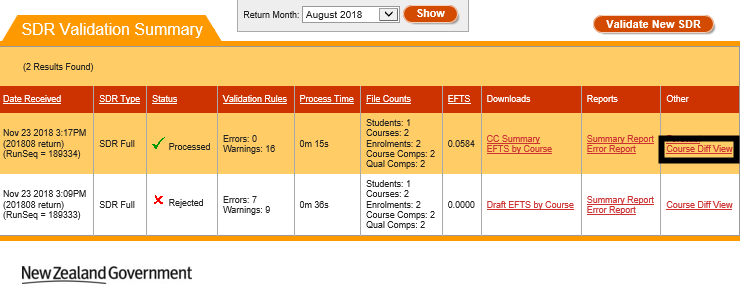 Return Month: August 2018 Show
SDR Validation Summary
Validate New SDR
(2 Results Found)
Date Received SDR Type Status Validation Rules Process Time File Counts EFTS Downloads Reports Other
Nov 23 2018 3:17PM
(201808 return)
(RunSeq = 189334)
SDR Full
Processed
Errors: 0
Warnings: 16
0m 15s
Students: 1
Courses: 2
Enrolments: 2
Course Comps: 2
Qual Comps: 2
0.0584
CC Summary
EFTS by Course
Summary Report
Error Report
Course Diff View
Nov 23 2018 3:09PM
(201808 return)
(RunSeq = 189333)
SDR Full
Rejected
Errors: 7
Warnings: 9
0m 36s
Students: 1
Courses: 2
Enrolments: 2
Course Comps: 2
Qual Comps: 2
0.0000
Draft EFTS by Course
Summary Report
Error Report
Course Diff View
New Zealand Government